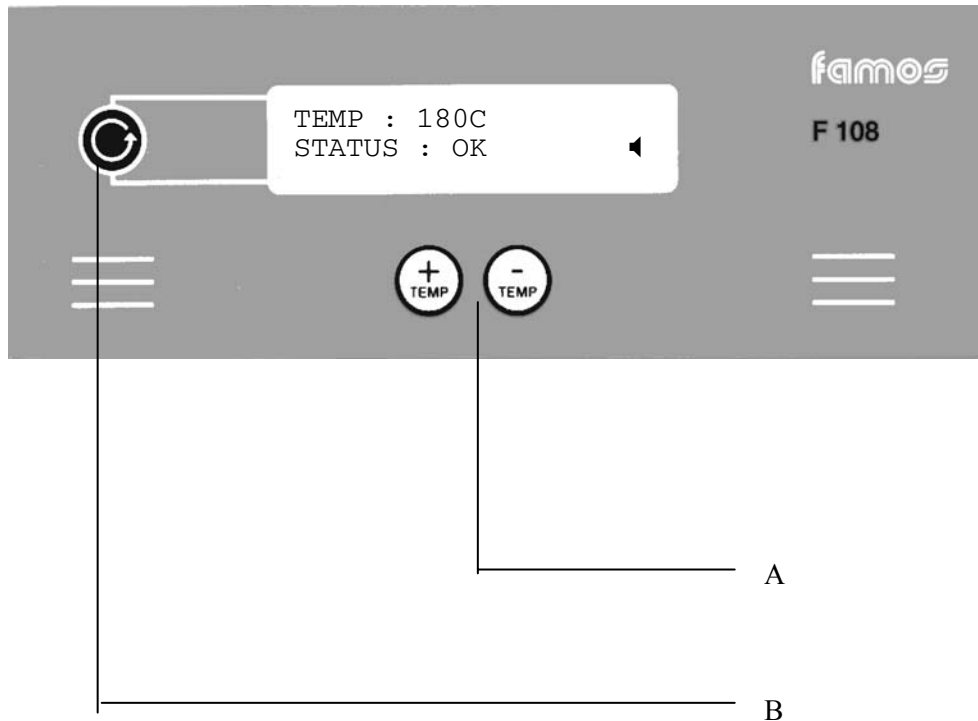 famos
TEMP : 180C
STATUS : OK
F 108
+
TEMP
-
TEMP
A
B